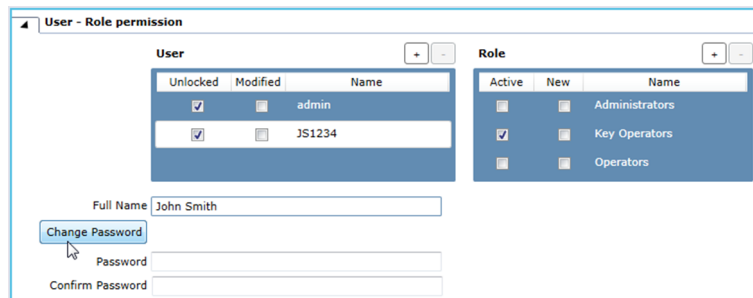 User - Role permission
User + - Role + -
Unlocked Modified Name Active New Name
admin Administrators
JS1234 Key Operators
Operators
Full Name John Smith
Change Password
Password
Confirm Password